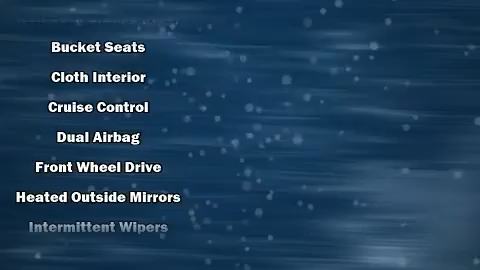 Bucket Seats
Cloth Interior
Cruise Control
Dual Airbag
Front Wheel Drive
Heated Outside Mirrors
Intermittent Wipers